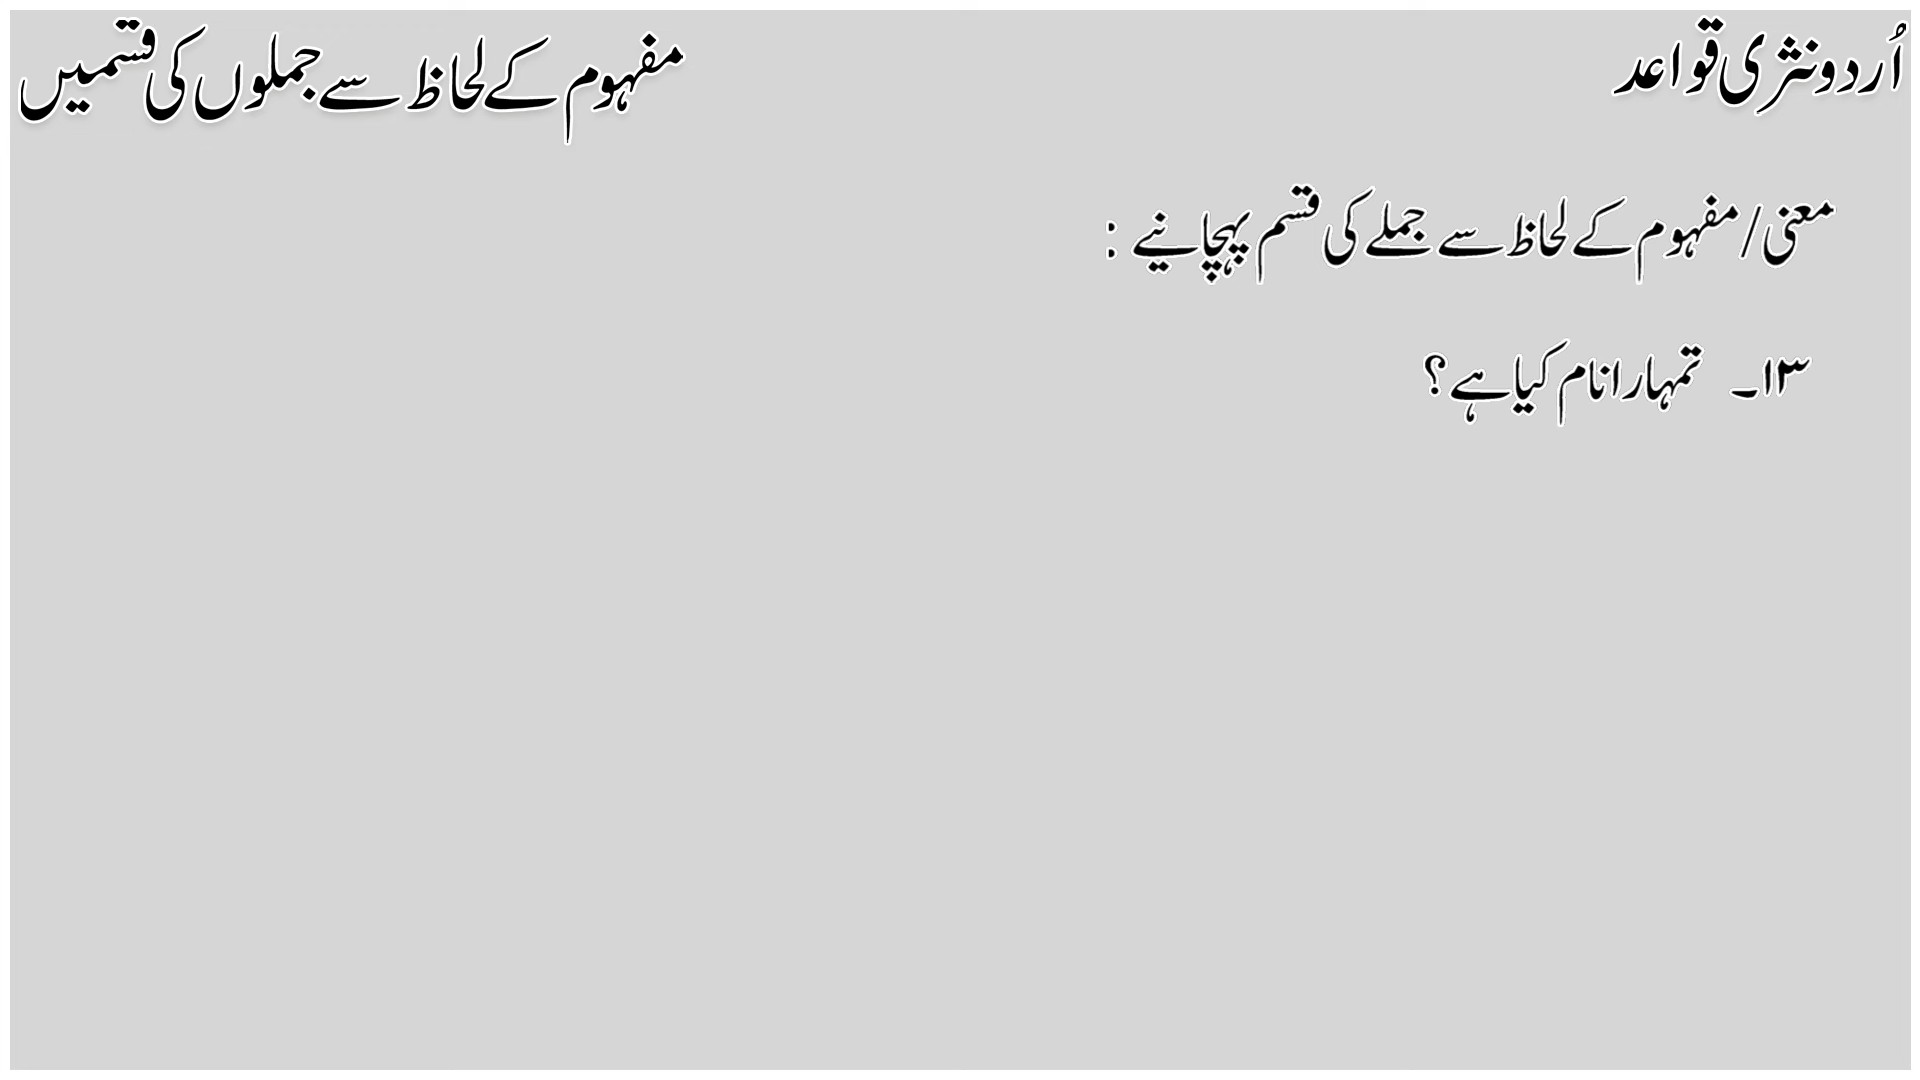 اُردو نثری قواعد
مفہوم کے لحاظ سے جملوں کی قسمیں
معنی / مفہوم کے لحاظ سے جملے کی قسم پہچانیے :
۱۳۔ تمہارا نام کیا ہے ؟